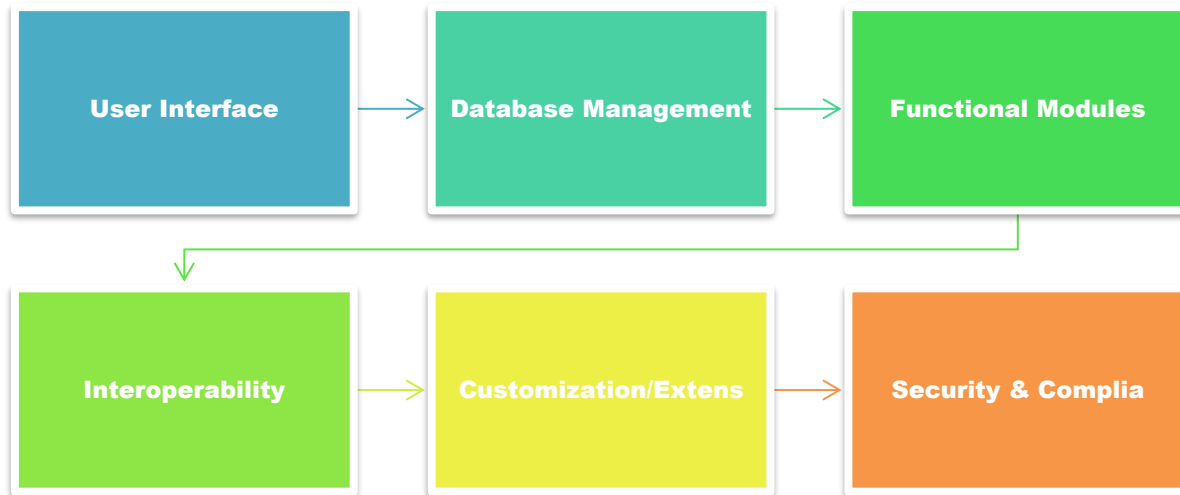 User Interface
Database Management
Functional Modules
Interoperability
Customization/Extens
Security & Complia